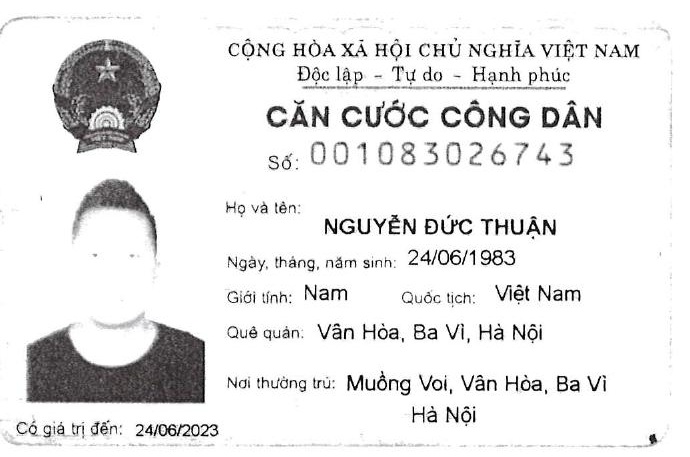 CỘNG HÒA XÃ HỘI CHỦ NGHĨA VIỆT NAM
Độc lập - Tự do - Hạnh phúc
CĂN CƯỚC CÔNG DÂN
Số: 001083026743
Họ và tên:
NGUYỄN ĐỨC THUẬN
Ngày, tháng, năm sinh: 24/06/1983
Giới tính: Nam Quốc tịch: Việt Nam
Quê quán: Vân Hòa, Ba Vì, Hà Nội
Nơi thường trú: Muồng Voi, Vân Hòa, Ba Vì
Hà Nội
Có giá trị đến: 24/06/2023